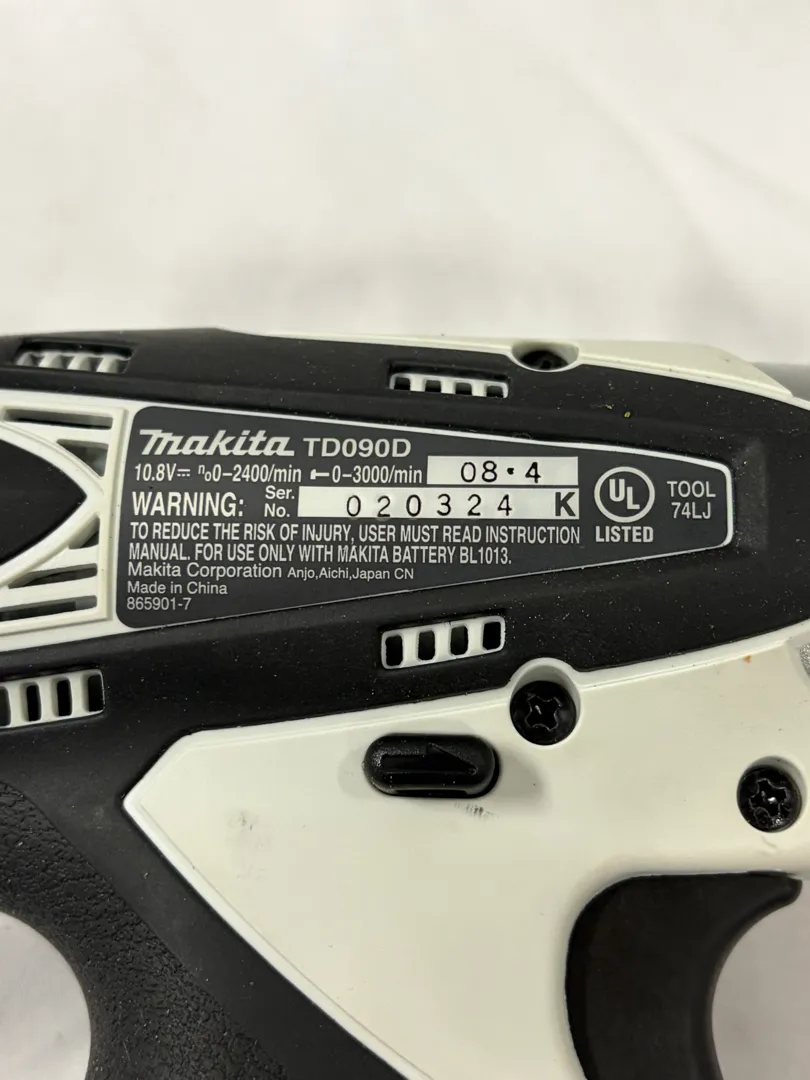 makita TD090D
10.8V⎓ n₀0–2400/min 0–3000/min 08・4
WARNING: Ser. No. 020324 K
TO REDUCE THE RISK OF INJURY, USER MUST READ INSTRUCTION
MANUAL. FOR USE ONLY WITH MAKITA BATTERY BL1013.
Makita Corporation Anjo,Aichi,Japan CN
Made in China
865901-7
UL
LISTED
TOOL
74LJ